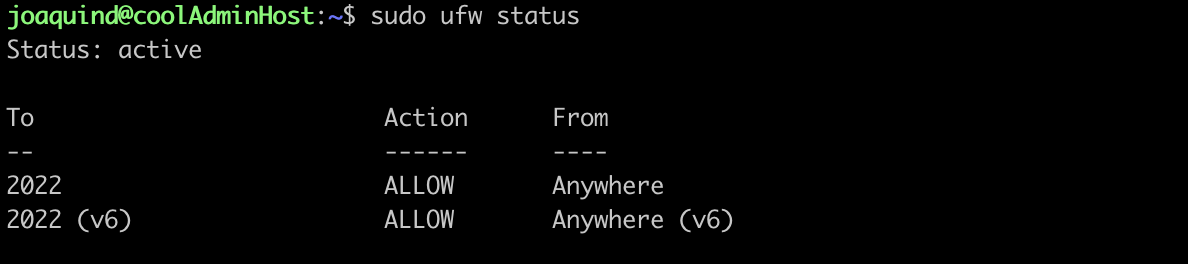 joaquind@coolAdminHost:~$ sudo ufw status
Status: active
To Action From
-- ------ ----
2022 ALLOW Anywhere
2022 (v6) ALLOW Anywhere (v6)